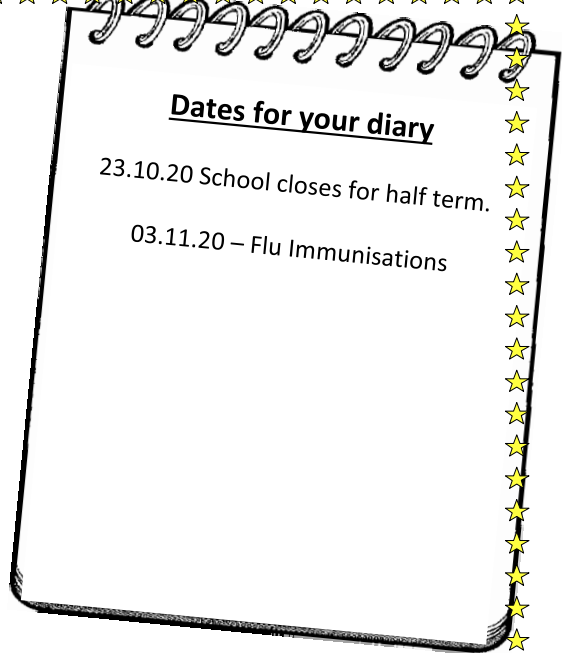 Dates for your diary
23.10.20 School closes for half term.
03.11.20 – Flu Immunisations